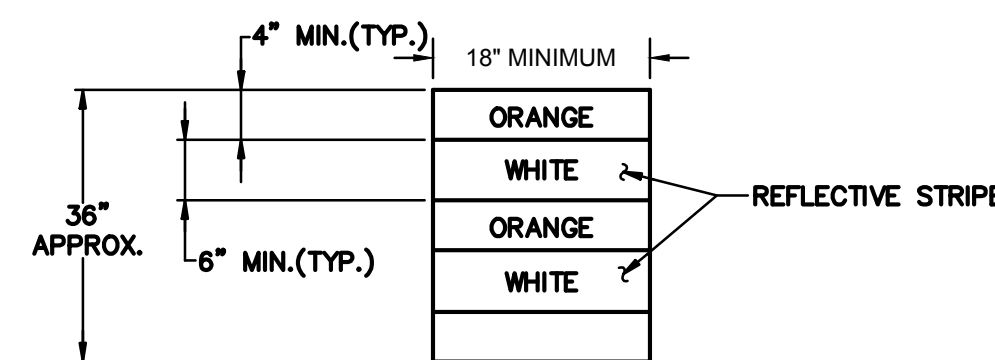 4" MIN.(TYP.)
18" MINIMUM
ORANGE
WHITE
REFLECTIVE STRIPE
36"
APPROX.
ORANGE
6" MIN.(TYP.)
WHITE